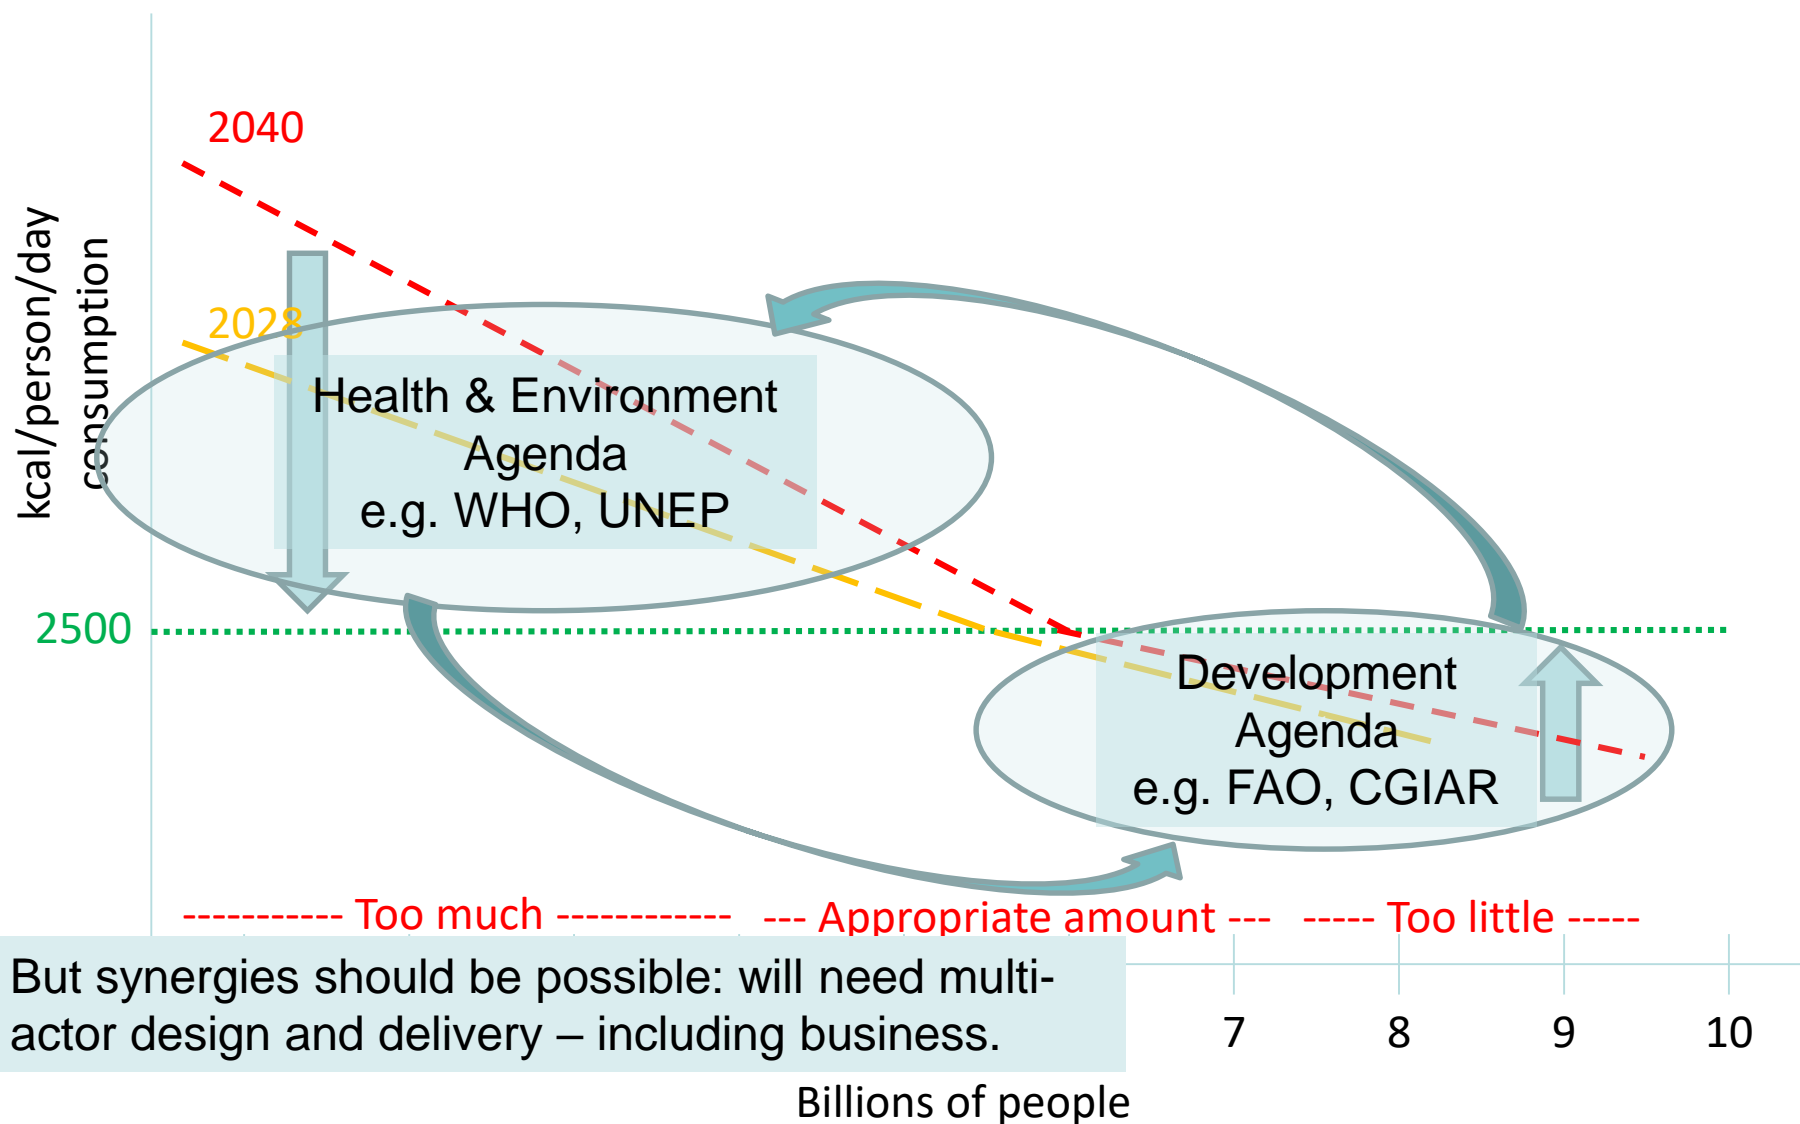 2040
kcal/person/day
consumption
2028
Health & Environment
Agenda
e.g. WHO, UNEP
2500
Development
Agenda
e.g. FAO, CGIAR
----------- Too much ------------
--- Appropriate amount ---
----- Too little -----
But synergies should be possible: will need multi-
actor design and delivery – including business.
7 8 9 10
Billions of people